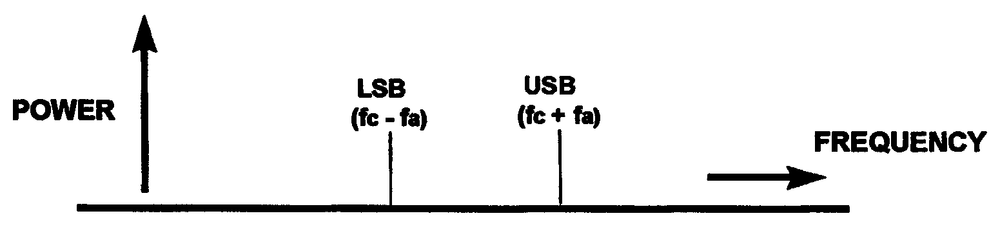 POWER
LSB
(fc - fa)
USB
(fc + fa)
FREQUENCY